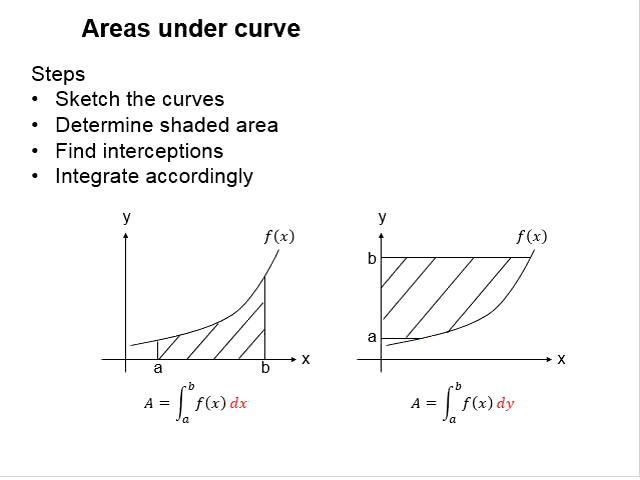 Areas under curve
Steps
• Sketch the curves
• Determine shaded area
• Find interceptions
• Integrate accordingly
y
f(x)
a
b
x
A = ∫_a^b f(x) dx
y
f(x)
b
a
x
A = ∫_a^b f(x) dy